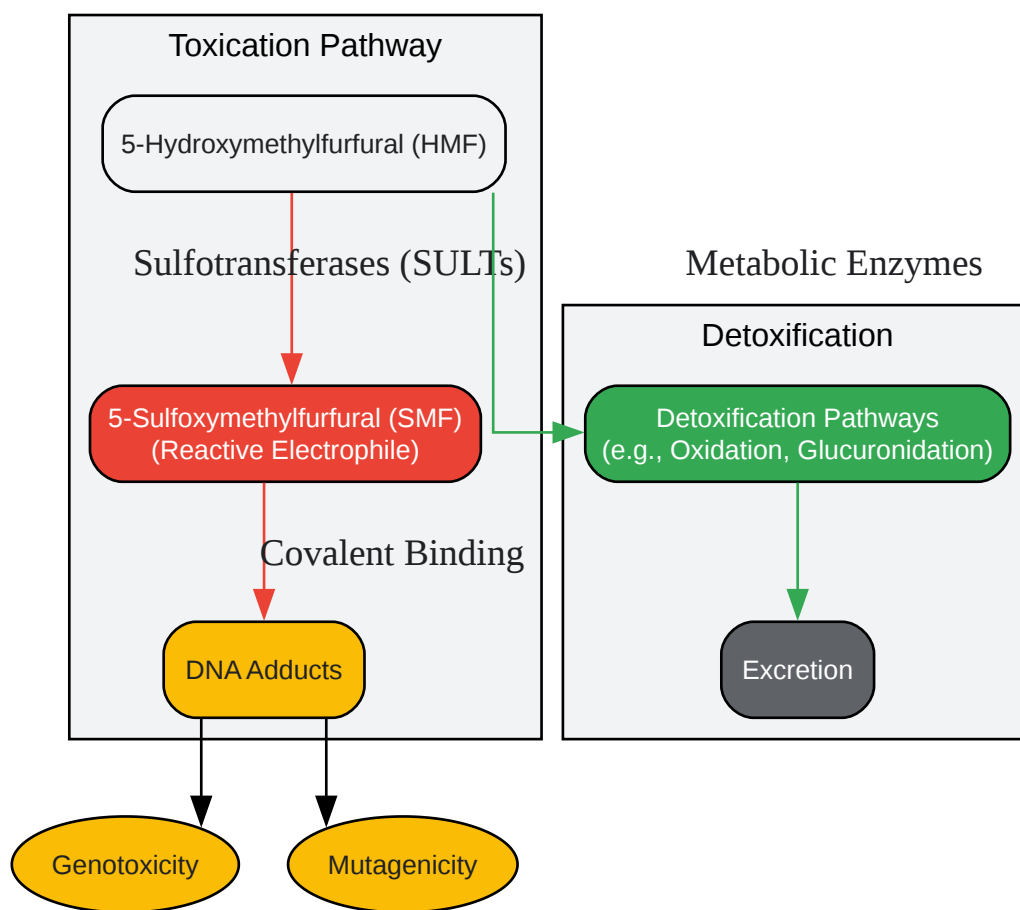 Toxication Pathway
5-Hydroxymethylfurfural (HMF)
Sulfotransferases (SULTs)
Metabolic Enzymes
Detoxification
5-Sulfoxymethylfurfural (SMF)
(Reactive Electrophile)
Detoxification Pathways
(e.g., Oxidation, Glucuronidation)
Covalent Binding
DNA Adducts
Excretion
Genotoxicity
Mutagenicity